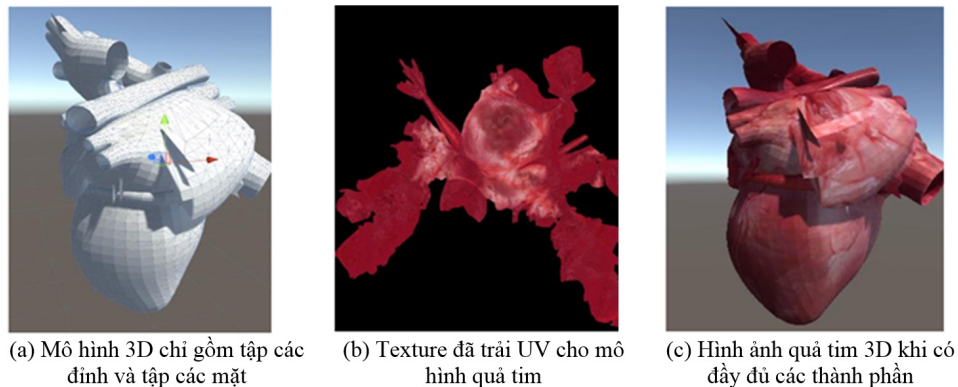 (a) Mô hình 3D chỉ gồm tập các
đỉnh và tập các mặt
(b) Texture đã trải UV cho mô
hình quả tim
(c) Hình ảnh quả tim 3D khi có
đầy đủ các thành phần